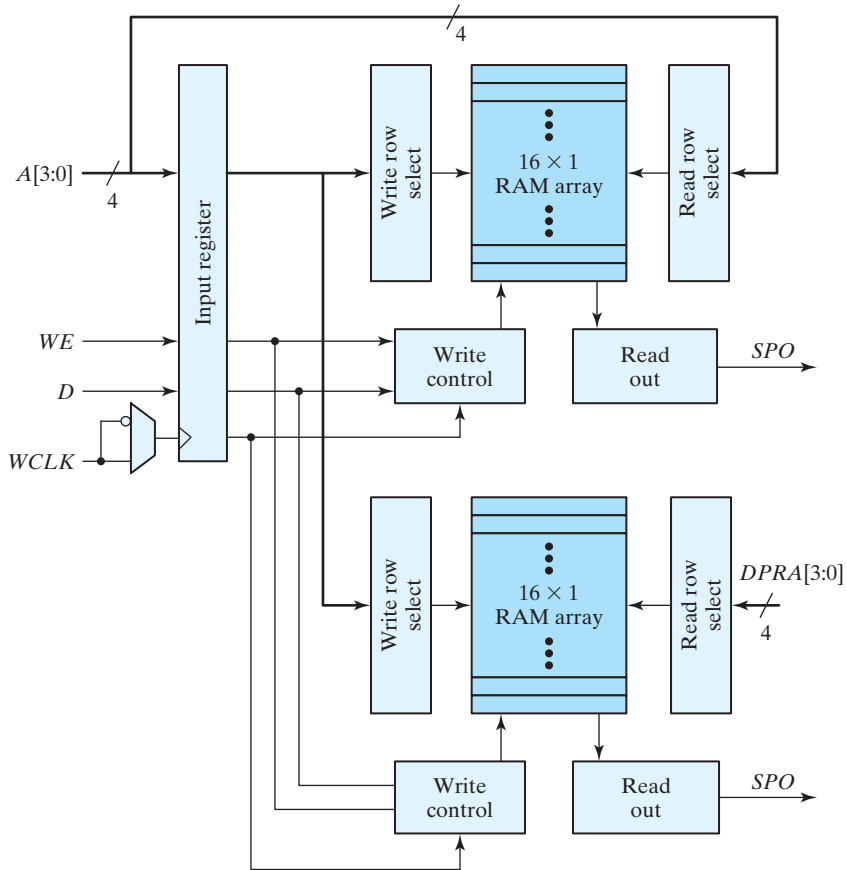 4
A[3:0]
4
Input register
Write row
select
16 × 1
RAM array
Read row
select
WE
D
WCLK
Write
control
Read
out
SPO
Write row
select
16 × 1
RAM array
Read row
select
DPRA[3:0]
4
Write
control
Read
out
SPO